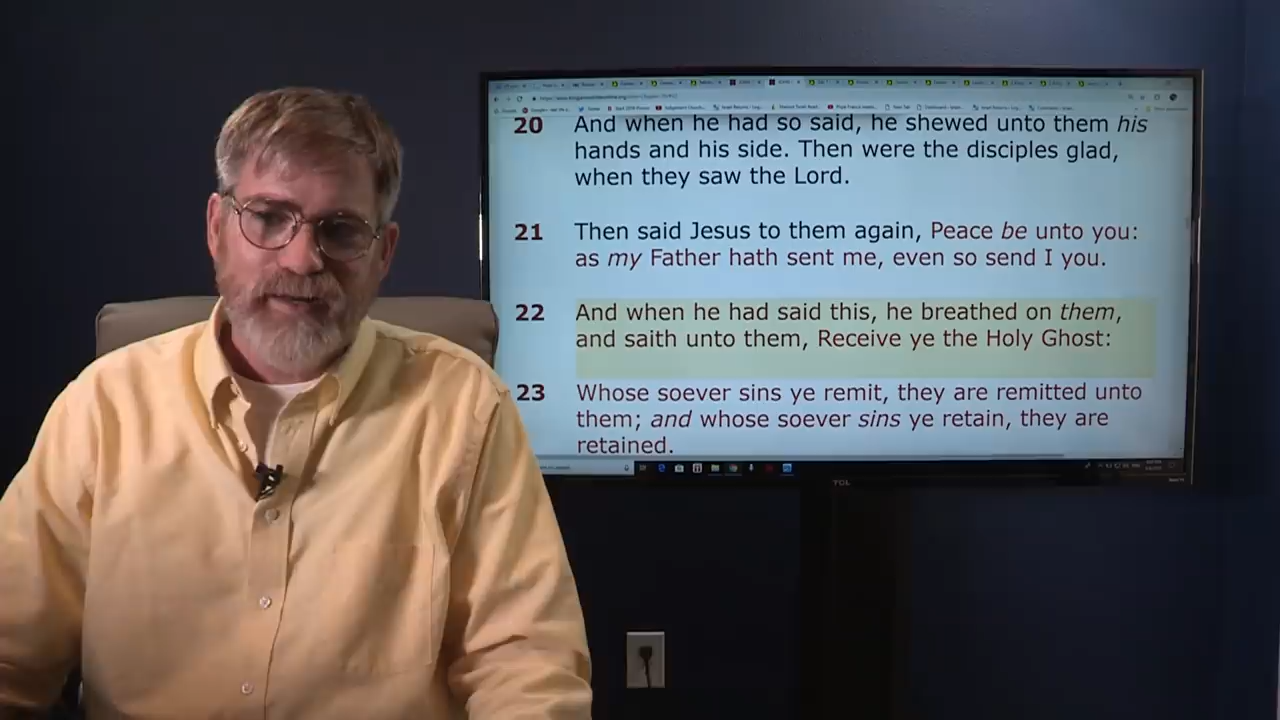 20 And when he had so said, he shewed unto them his
hands and his side. Then were the disciples glad,
when they saw the Lord.
21 Then said Jesus to them again, Peace be unto you:
as my Father hath sent me, even so send I you.
22 And when he had said this, he breathed on them,
and saith unto them, Receive ye the Holy Ghost:
23 Whose soever sins ye remit, they are remitted unto
them; and whose soever sins ye retain, they are
retained.
TCL